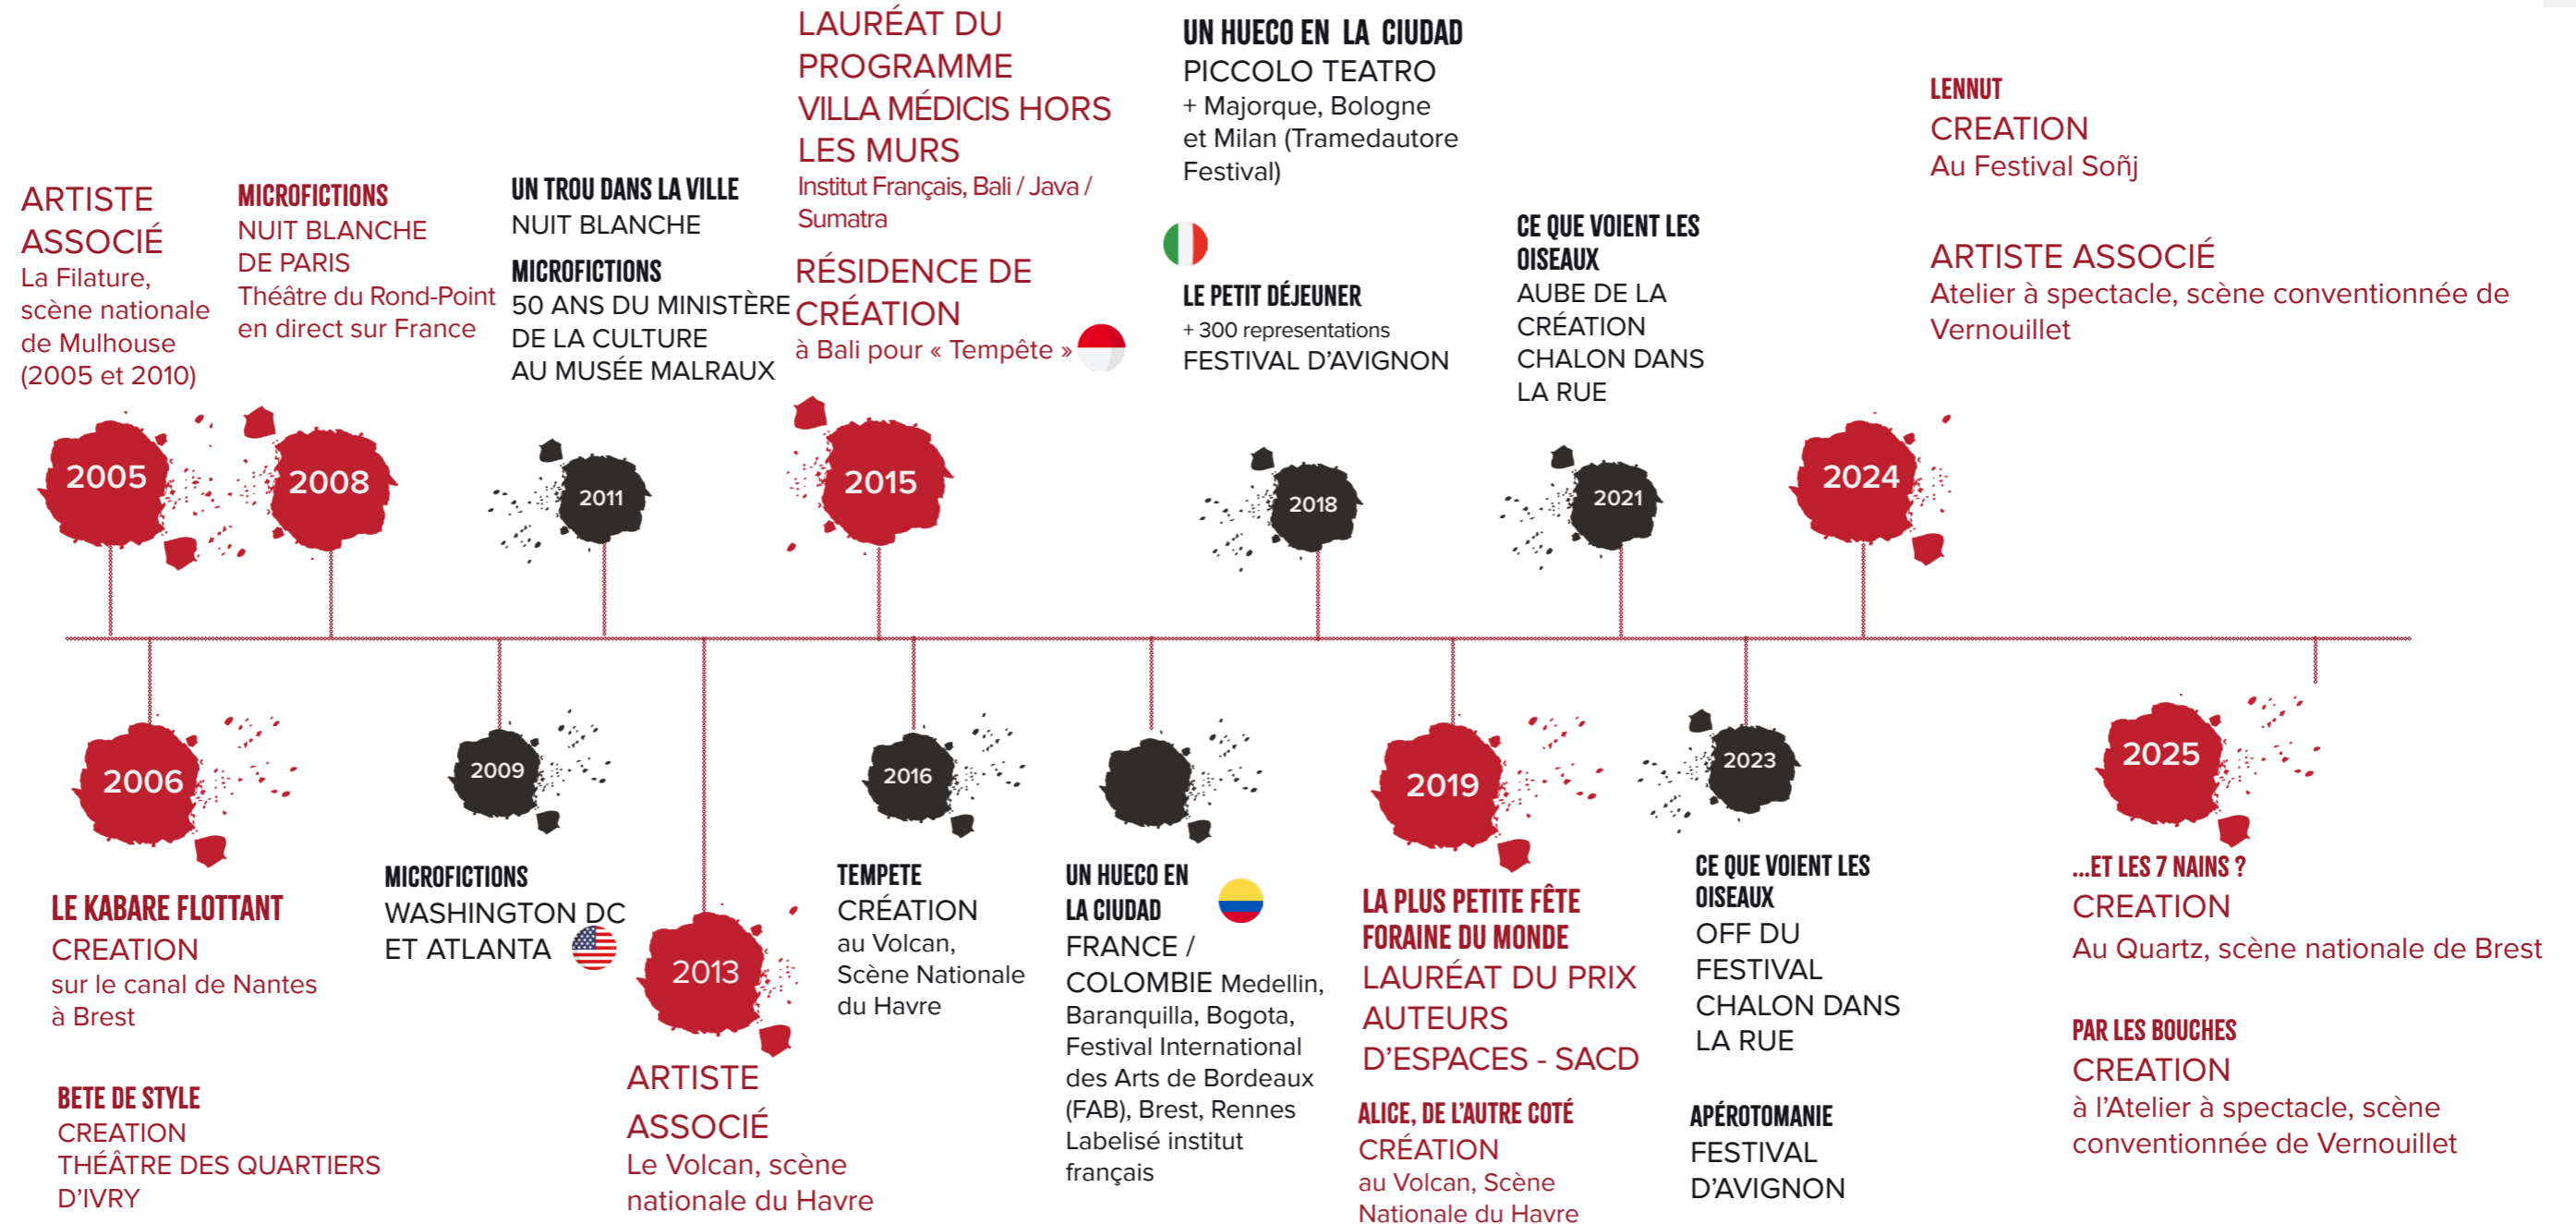 ARTISTE
ASSOCIÉ
La Filature,
scène nationale
de Mulhouse
(2005 et 2010)
2005
MICROFICTIONS
NUIT BLANCHE
DE PARIS
Théâtre du Rond-Point
en direct sur France
2008
UN TROU DANS LA VILLE
NUIT BLANCHE
MICROFICTIONS
50 ANS DU MINISTÈRE
DE LA CULTURE
AU MUSÉE MALRAUX
2011
LAURÉAT DU
PROGRAMME
VILLA MÉDICIS HORS
LES MURS
Institut Français, Bali / Java /
Sumatra
RÉSIDENCE DE
CRÉATION
à Bali pour « Tempête »
2015
UN HUECO EN LA CIUDAD
PICCOLO TEATRO
+ Majorque, Bologne
et Milan (Tramedautore
Festival)
LE PETIT DÉJEUNER
+ 300 representations
FESTIVAL D'AVIGNON
2018
CE QUE VOIENT LES
OISEAUX
AUBE DE LA
CRÉATION
CHALON DANS
LA RUE
2021
LENNUT
CREATION
Au Festival Soñj
ARTISTE ASSOCIÉ
Atelier à spectacle, scène conventionnée de
Vernouillet
2024
2006
LE KABARE FLOTTANT
CREATION
sur le canal de Nantes
à Brest
BETE DE STYLE
CREATION
THÉÂTRE DES QUARTIERS
D'IVRY
2009
MICROFICTIONS
WASHINGTON DC
ET ATLANTA
2013
ARTISTE
ASSOCIÉ
Le Volcan, scène
nationale du Havre
2016
TEMPETE
CRÉATION
au Volcan,
Scène Nationale
du Havre
UN HUECO EN
LA CIUDAD
FRANCE /
COLOMBIE Medellin,
Baranquilla, Bogota,
Festival International
des Arts de Bordeaux
(FAB), Brest, Rennes
Labelisé institut
français
2019
LA PLUS PETITE FÊTE
FORAINE DU MONDE
LAURÉAT DU PRIX
AUTEURS
D'ESPACES - SACD
ALICE, DE L'AUTRE COTÉ
CRÉATION
au Volcan, Scène
Nationale du Havre
2023
CE QUE VOIENT LES
OISEAUX
OFF DU
FESTIVAL
CHALON DANS
LA RUE
APÉROTOMANIE
FESTIVAL
D'AVIGNON
2025
...ET LES 7 NAINS ?
CREATION
Au Quartz, scène nationale de Brest
PAR LES BOUCHES
CREATION
à l'Atelier à spectacle, scène
conventionnée de Vernouillet